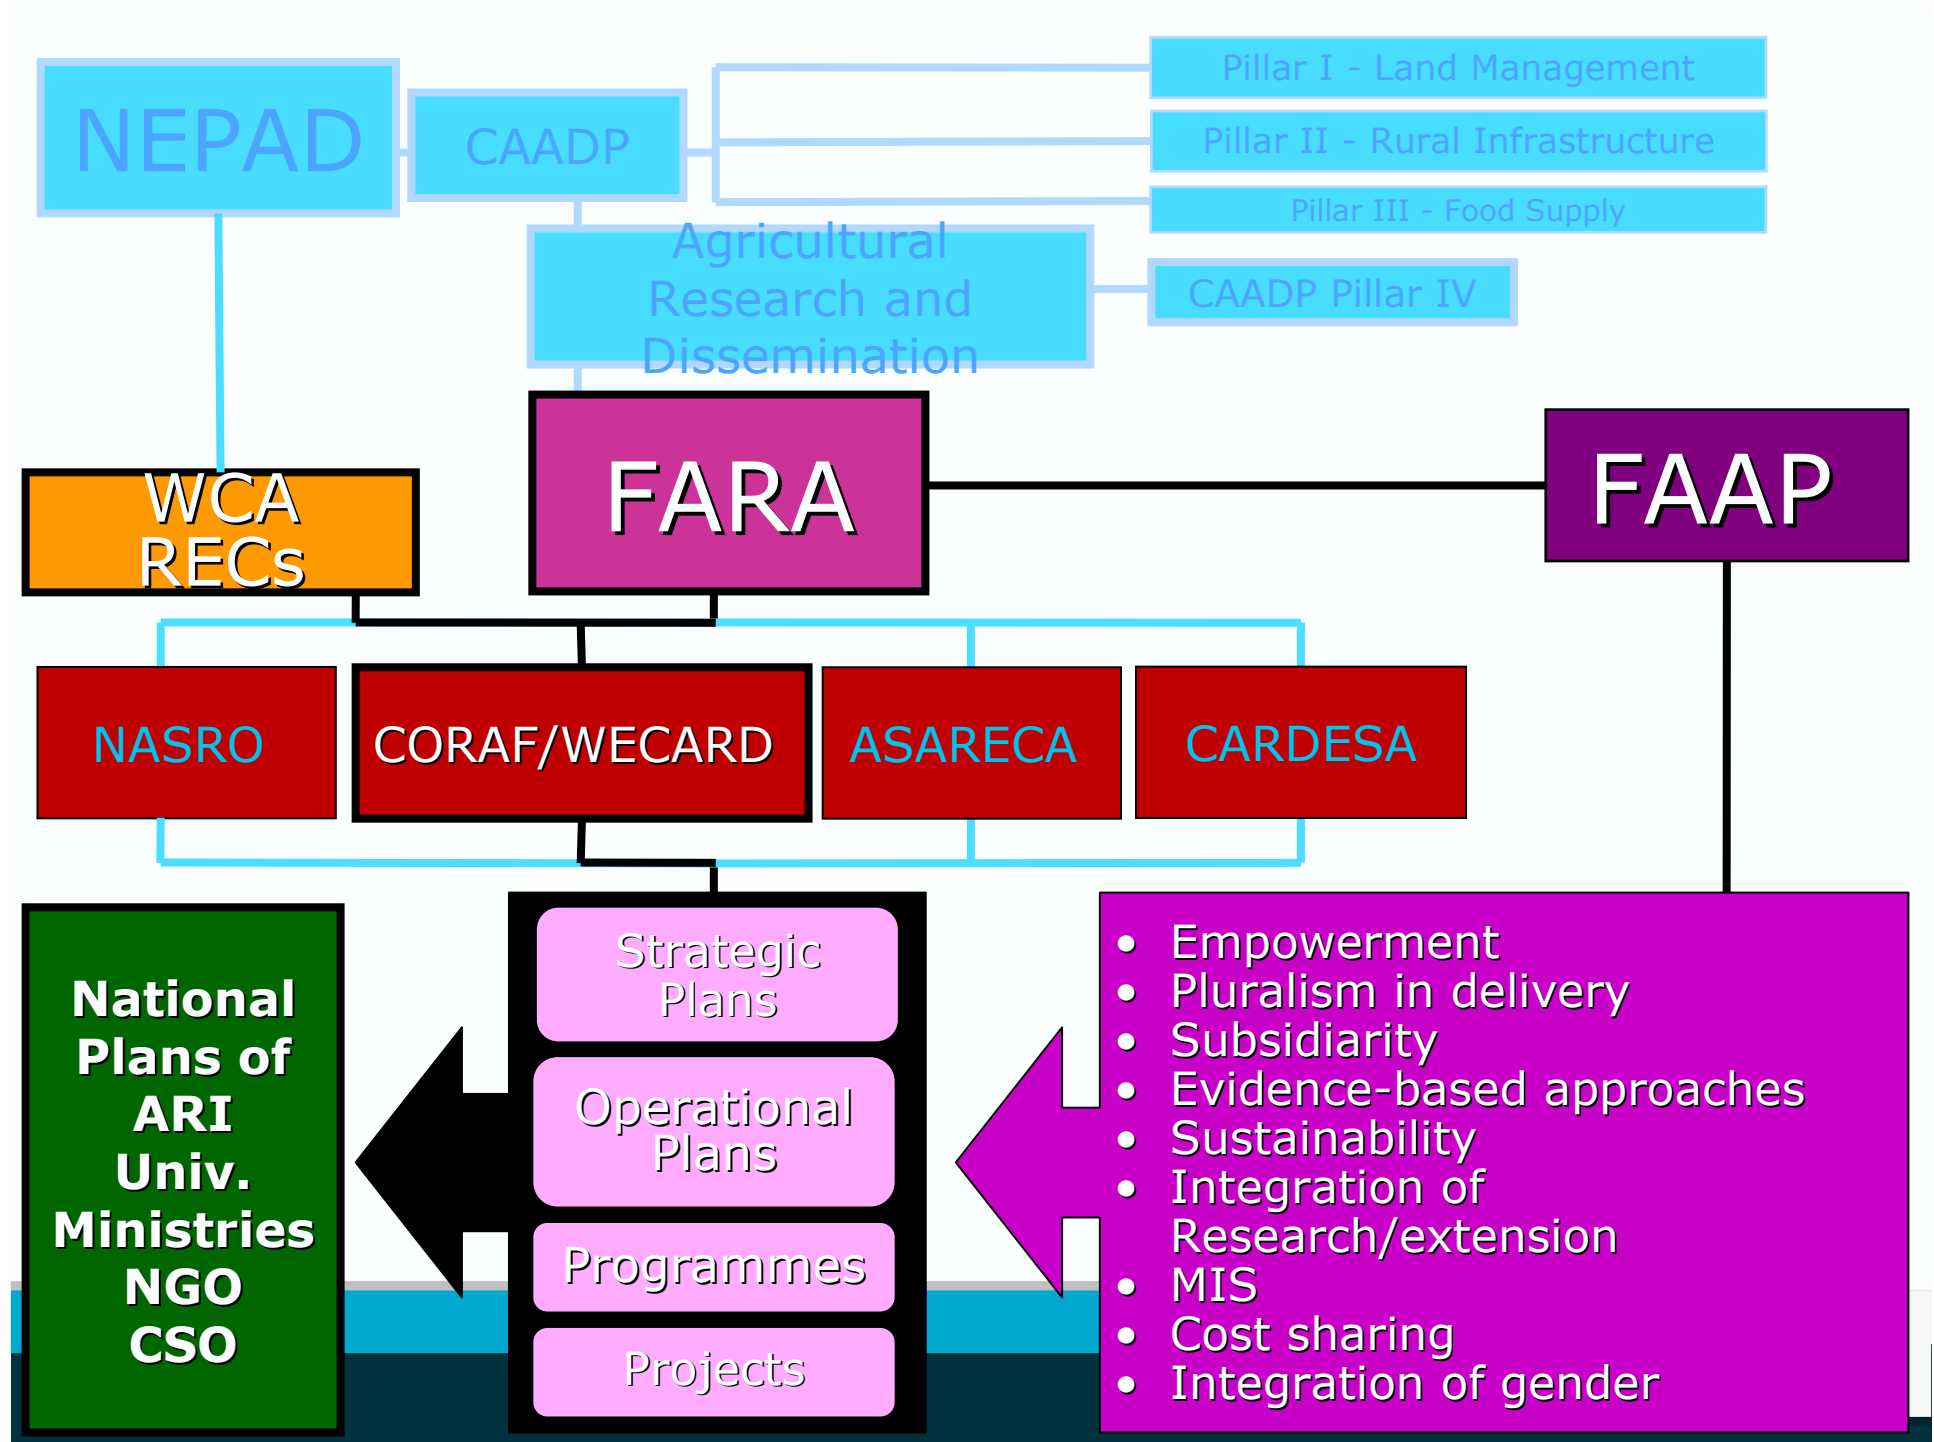 NEPAD
CAADP
Pillar I - Land Management
Pillar II - Rural Infrastructure
Pillar III - Food Supply
Agricultural
Research and
Dissemination
CAADP Pillar IV
WCA
RECs
FARA
FAAP
NASRO
CORAF/WECARD
ASARECA
CARDESA
National
Plans of
ARI
Univ.
Ministries
NGO
CSO
Strategic
Plans
Operational
Plans
Programmes
Projects
• Empowerment
• Pluralism in delivery
• Subsidiarity
• Evidence-based approaches
• Sustainability
• Integration of
Research/extension
• MIS
• Cost sharing
• Integration of gender